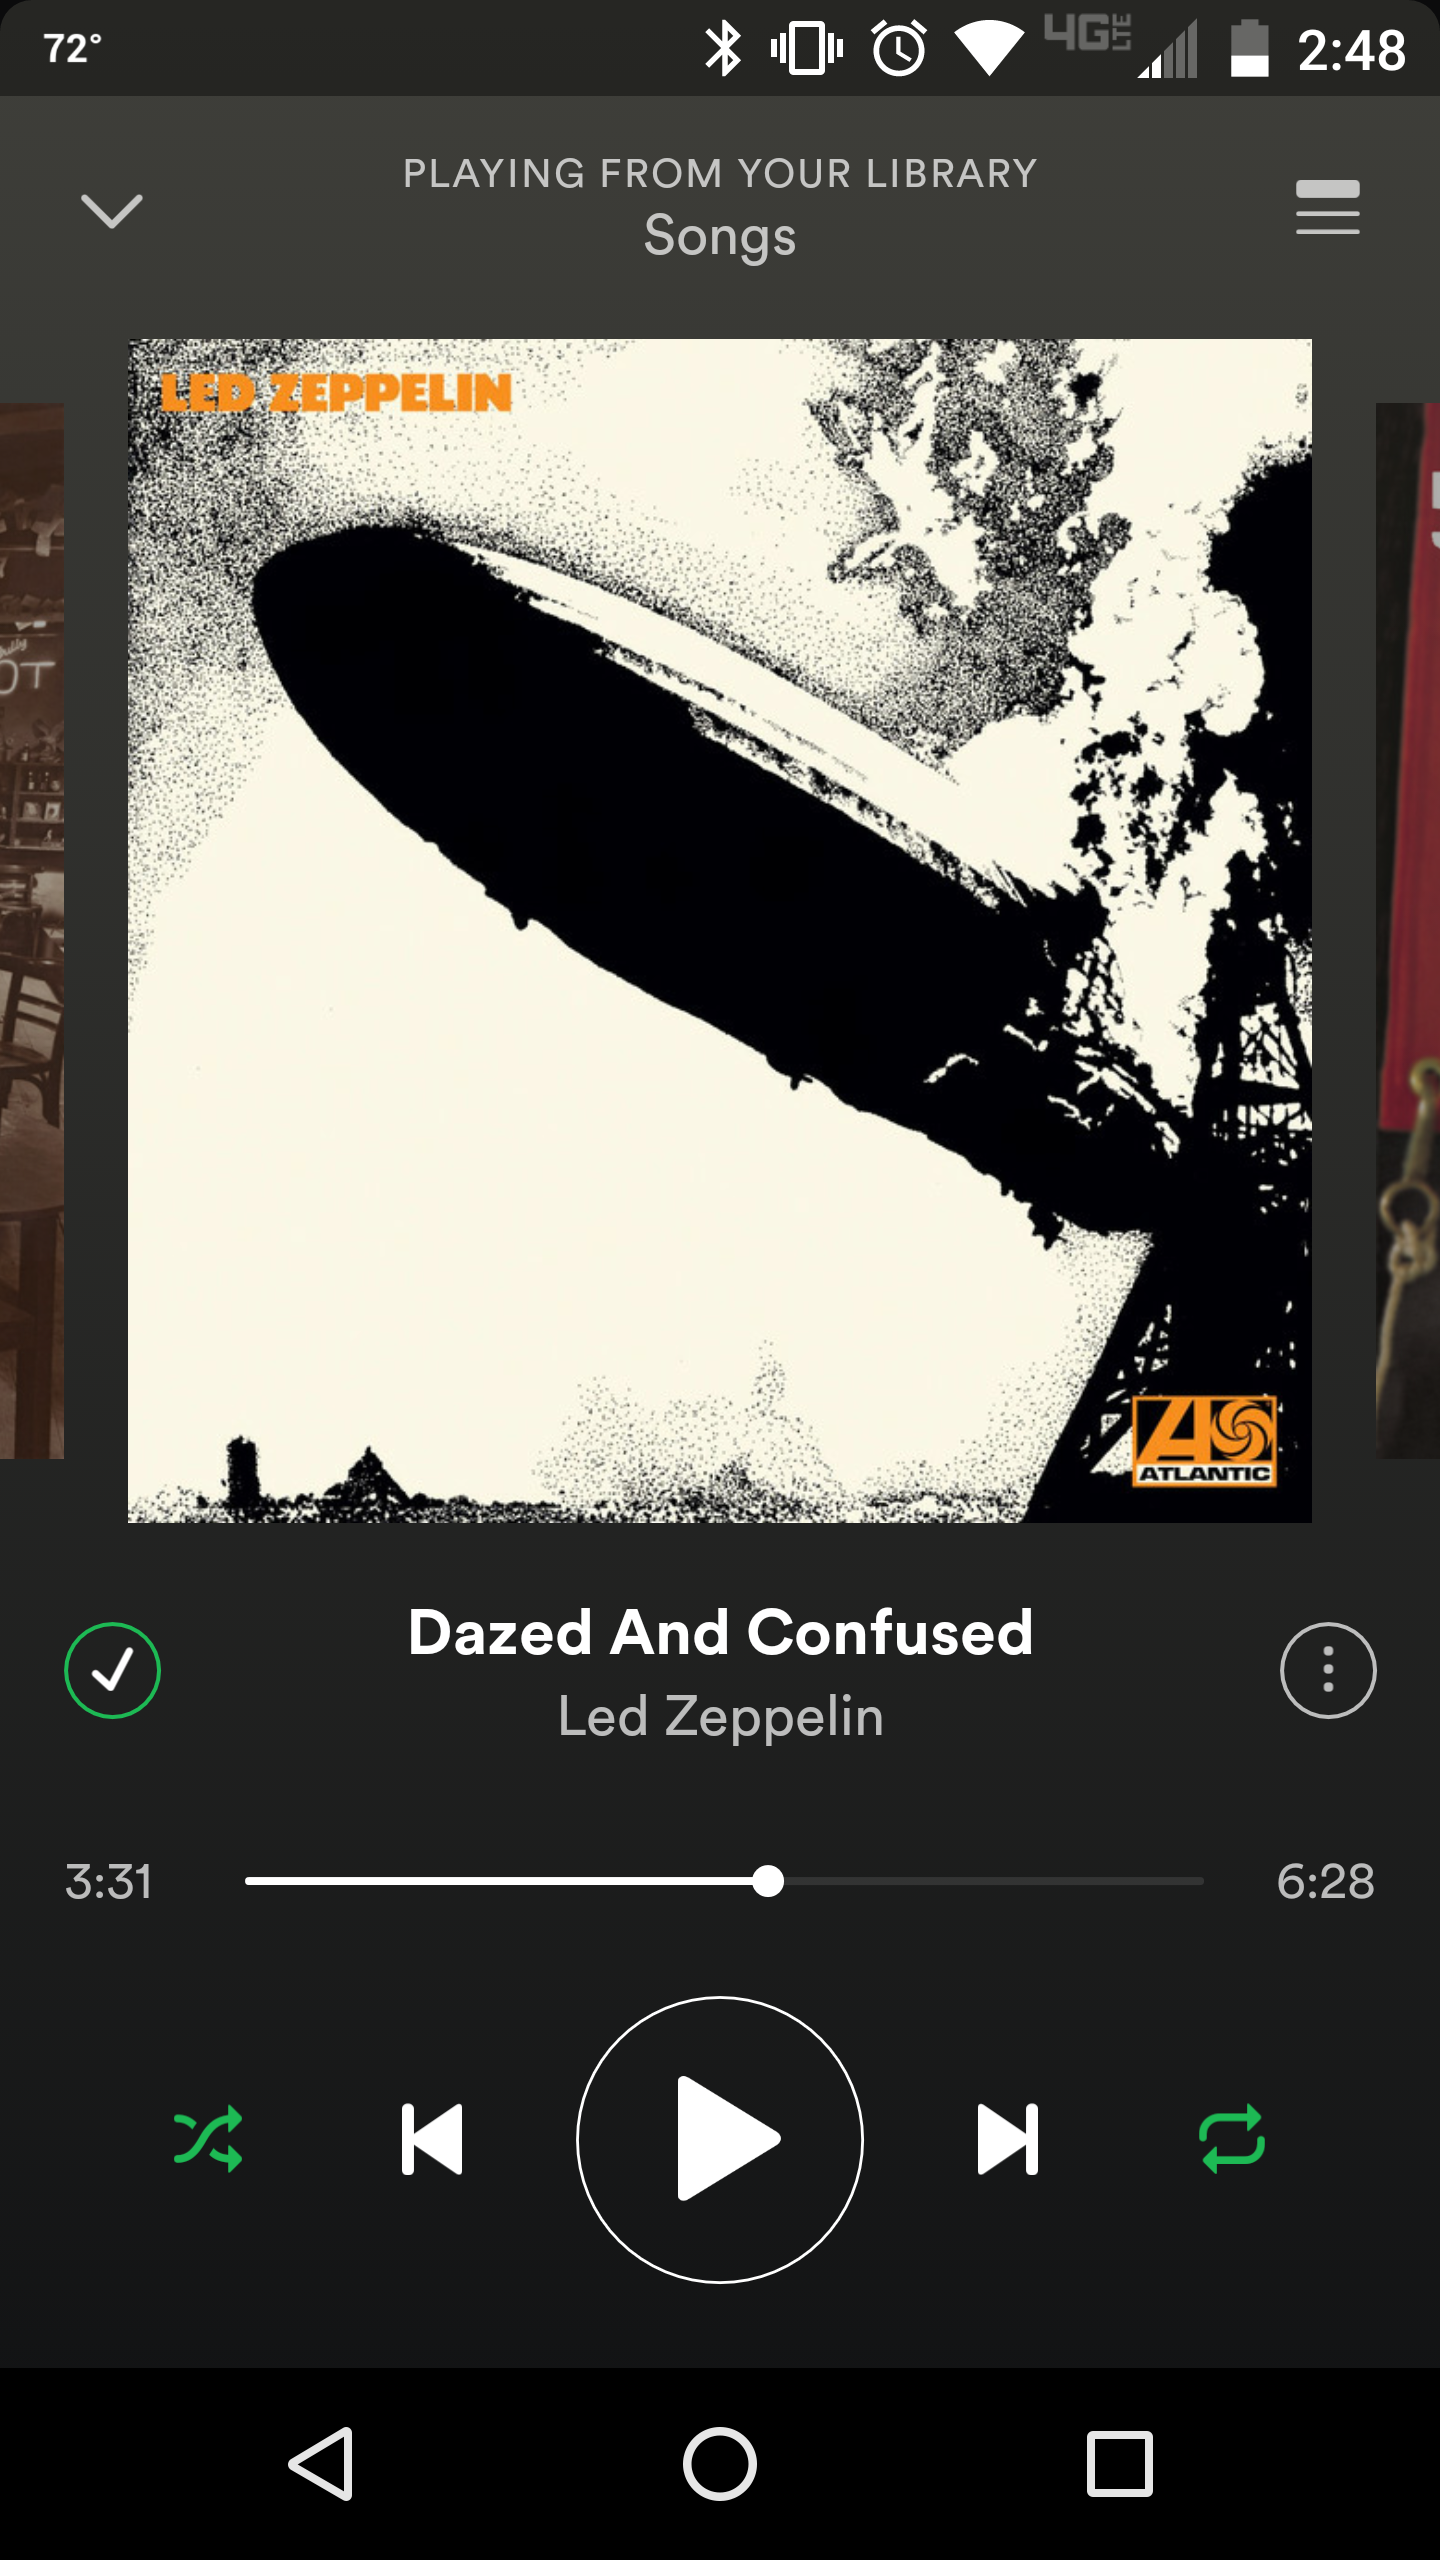 72°
4G LTE
2:48
PLAYING FROM YOUR LIBRARY
Songs
LED ZEPPELIN
OT
ATLANTIC
Dazed And Confused
Led Zeppelin
3:31
6:28